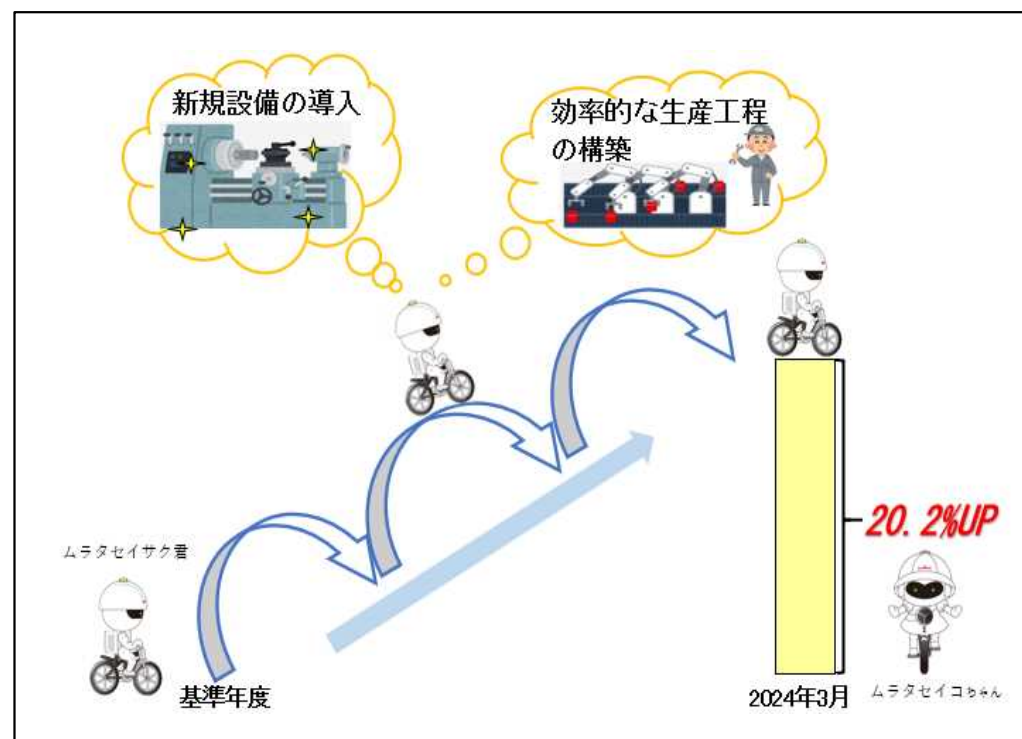 新規設備の導入
効率的な生産工程
の構築
ムラタセイサク君
20.2%UP
基準年度
2024年3月
ムラタセイコちゃん